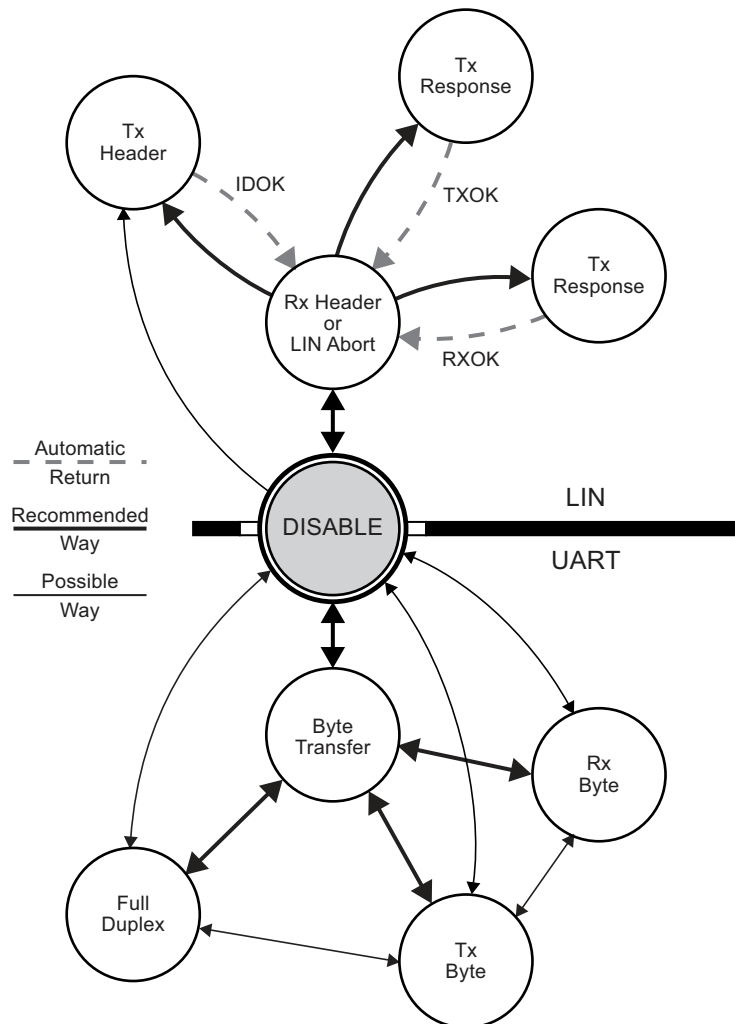 Tx
Response
Tx
Header
IDOK
TXOK
Tx
Response
Rx Header
or
LIN Abort
RXOK
Automatic
Return
Recommended
Way
Possible
Way
LIN
DISABLE
UART
Byte
Transfer
Rx
Byte
Full
Duplex
Tx
Byte